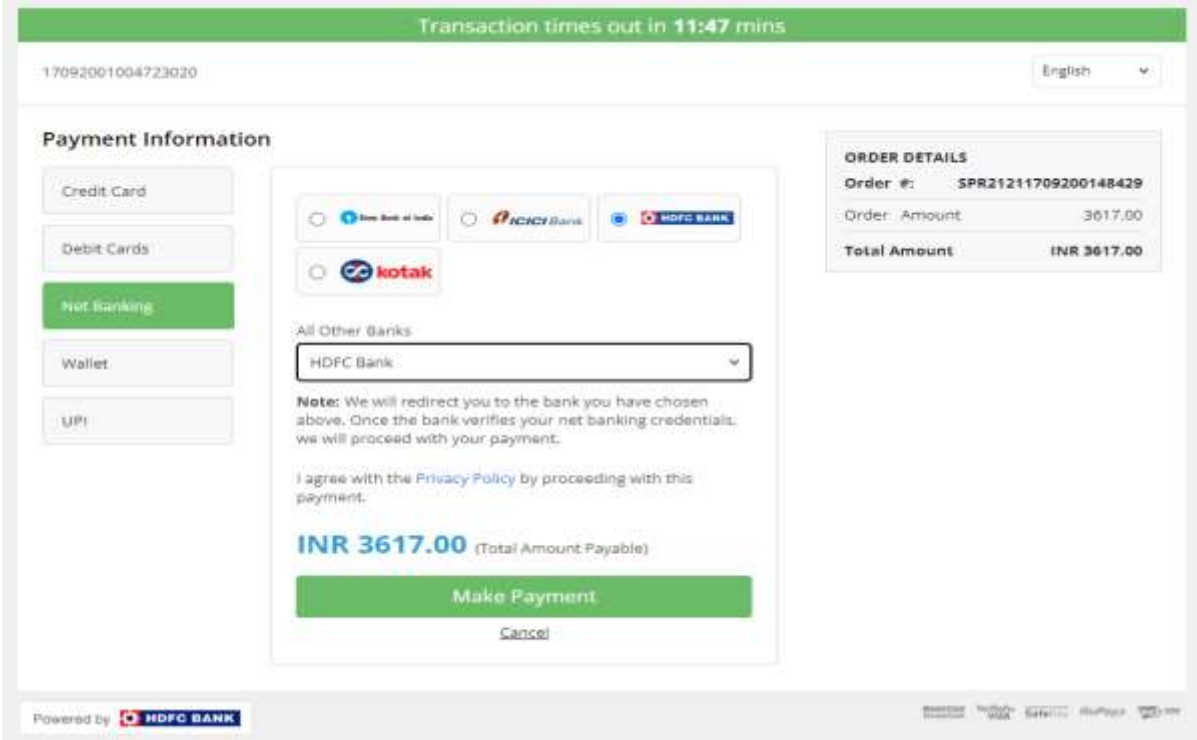 Transaction times out in 11:47 mins
17092001004723020
English
Payment Information
Credit Card
Debit Cards
Net Banking
Wallet
UPI
State Bank of India
ICICI Bank
HDFC BANK
kotak
All Other Banks
HDFC Bank
Note: We will redirect you to the bank you have chosen
above. Once the bank verifies your net banking credentials,
we will proceed with your payment.
I agree with the Privacy Policy by proceeding with this
payment.
INR 3617.00 (Total Amount Payable)
Make Payment
Cancel
ORDER DETAILS
Order #: SPR21211709200148429
Order Amount 3617.00
Total Amount INR 3617.00
Powered by HDFC BANK